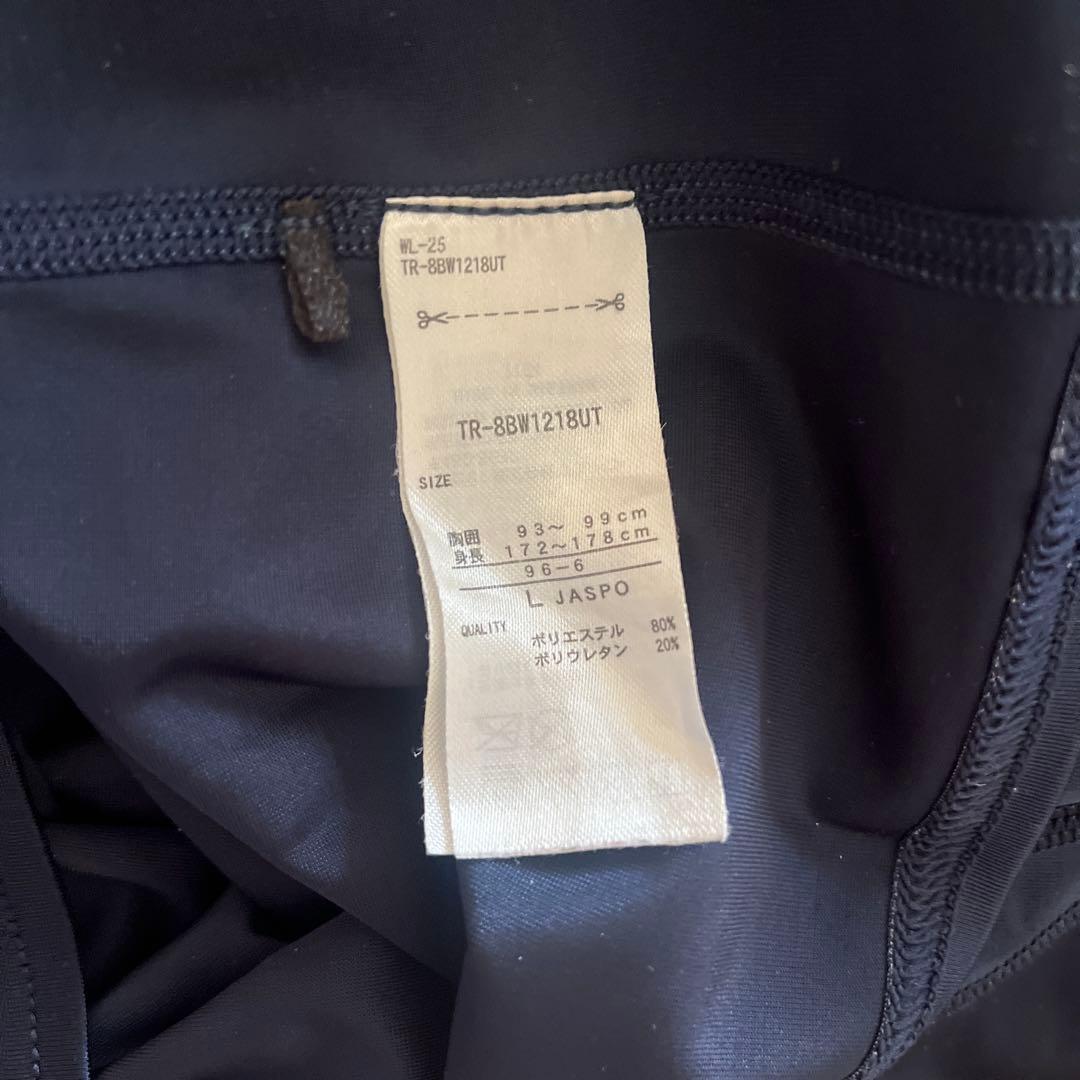 WL-25
TR-8BW1218UT
TR-8BW1218UT
SIZE
胸囲 93～ 99cm
身長 172～178cm
96-6
L JASPO
QUALITY ポリエステル 80%
ポリウレタン 20%